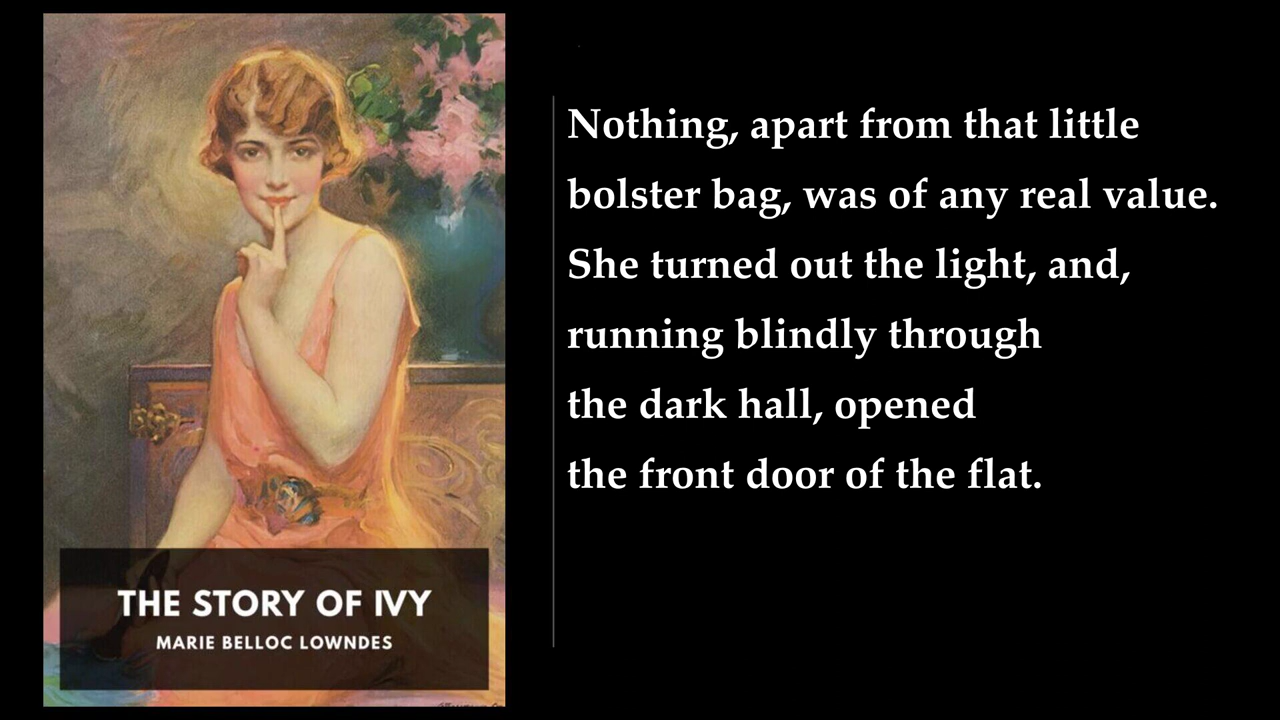 THE STORY OF IVY
MARIE BELLOC LOWNDES
Nothing, apart from that little
bolster bag, was of any real value.
She turned out the light, and,
running blindly through
the dark hall, opened
the front door of the flat.